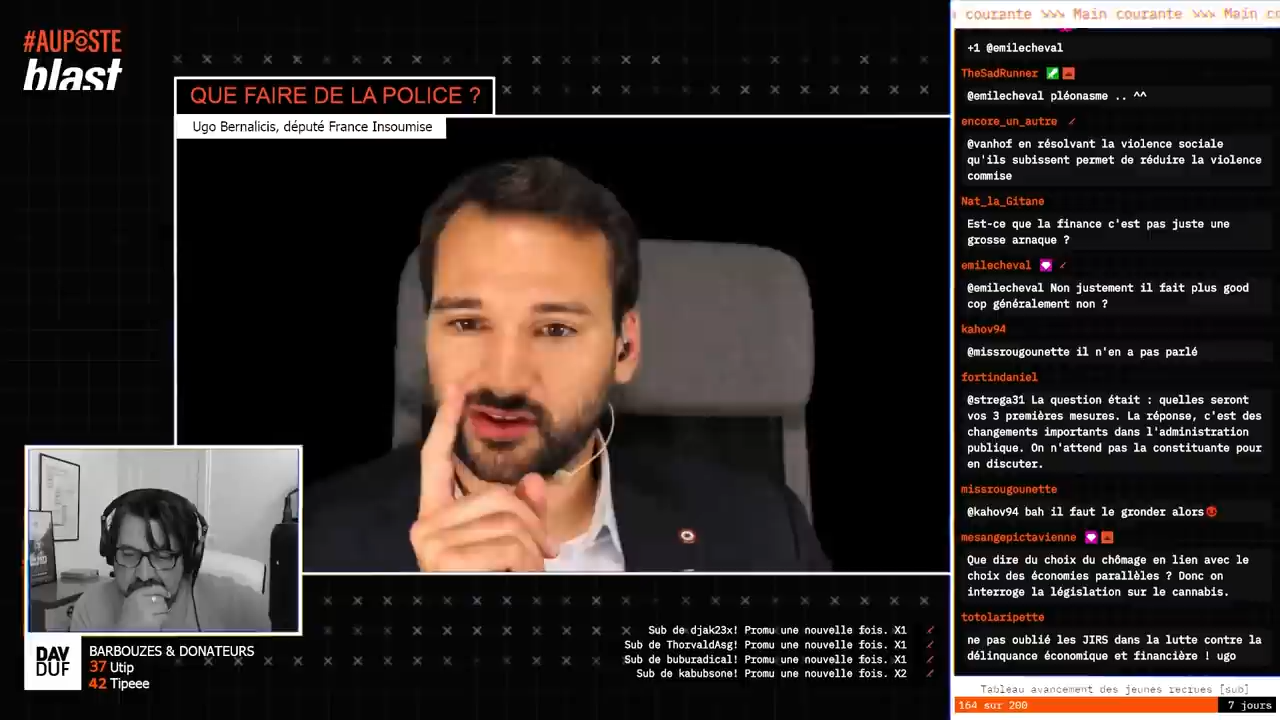 #AUPOSTE
blast
QUE FAIRE DE LA POLICE ?
Ugo Bernalicis, député France Insoumise
courante >>> Main courante >>> Main co
+1 @emilecheval
TheSadRunner
@emilecheval pléonasme .. ^^
encore_un_autre
@vanhof en résolvant la violence sociale
qu'ils subissent permet de réduire la violence
commise
Nat_la_Gitane
Est-ce que la finance c'est pas juste une
grosse arnaque ?
emilecheval
@emilecheval Non justement il fait plus good
cop généralement non ?
kahov94
@missrougounette il n'en a pas parlé
fortindaniel
@strega31 La question était : quelles seront
vos 3 premières mesures. La réponse, c'est des
changements importants dans l'administration
publique. On n'attend pas la constituante pour
en discuter.
missrougounette
@kahov94 bah il faut le gronder alors
mesangepictavienne
Que dire du choix du chômage en lien avec le
choix des économies parallèles ? Donc on
interroge la législation sur le cannabis.
totolaripette
ne pas oublié les JIRS dans la lutte contre la
délinquance économique et financière ! ugo
Tableau avancement des jeunes recrues [sub]
164 sur 200
7 jours
Sub de djak23x! Promu une nouvelle fois. X1
Sub de ThorvaldAsg! Promu une nouvelle fois. X1
Sub de buburadical! Promu une nouvelle fois. X1
Sub de kabubsone! Promu une nouvelle fois. X2
DAV
DUF
BARBOUZES & DONATEURS
37 Utip
42 Tipeee